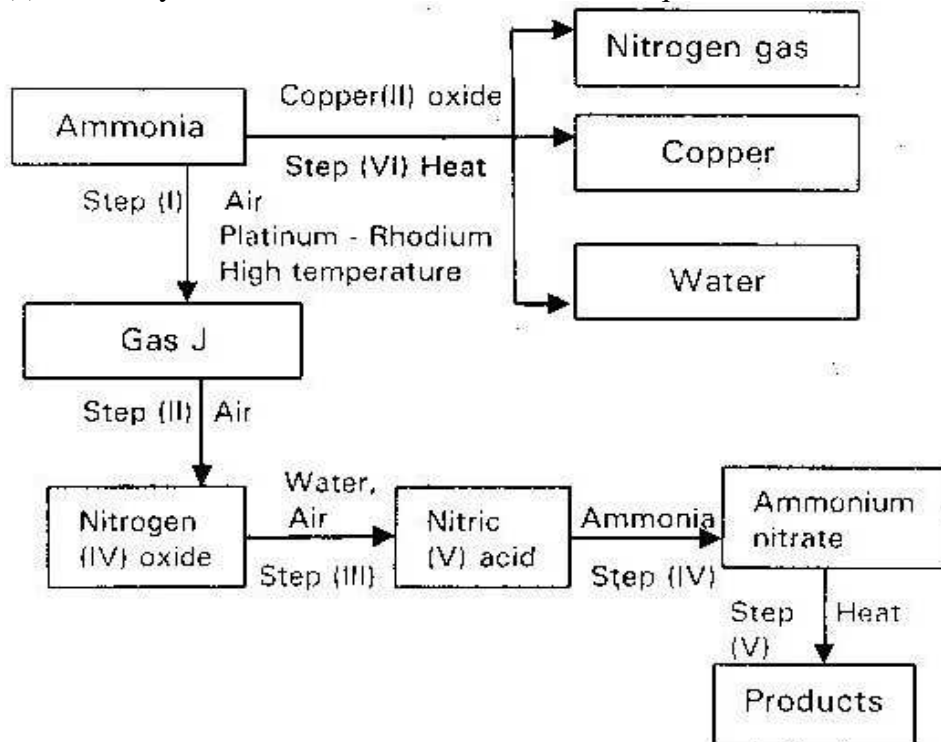 Nitrogen gas
Copper(II) oxide
Ammonia
Copper
Step (VI) Heat
Step (I) Air
Platinum - Rhodium
High temperature
Water
Gas J
Step (II) Air
Water,
Air
Nitrogen
(IV) oxide
Step (III)
Nitric
(V) acid
Ammonia
Step (IV)
Ammonium
nitrate
Step
(V)
Heat
Products